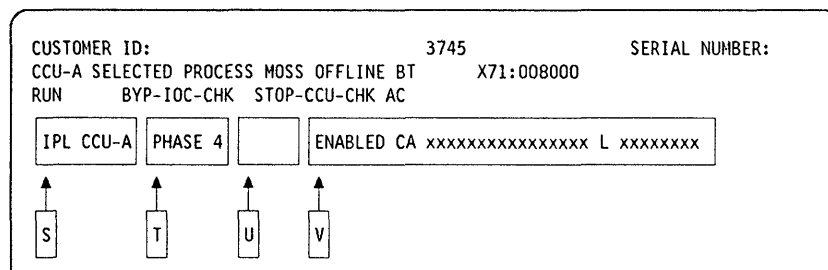 CUSTOMER ID: 3745 SERIAL NUMBER:
CCU-A SELECTED PROCESS MOSS OFFLINE BT X71:008000
RUN BYP-IOC-CHK STOP-CCU-CHK AC
IPL CCU-A PHASE 4 ENABLED CA xxxxxxxxxxxxxxxx L xxxxxxxx
S T U V